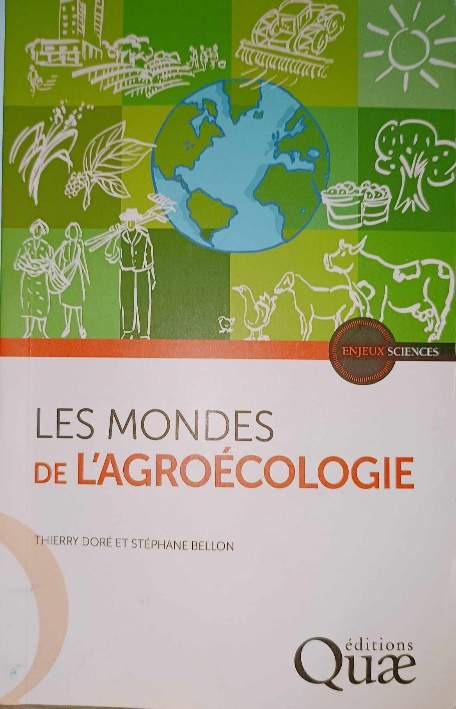 ENJEUX SCIENCES
LES MONDES
DE L'AGROÉCOLOGIE
THIERRY DORÉ ET STÉPHANE BELLON
éditions
Quæ